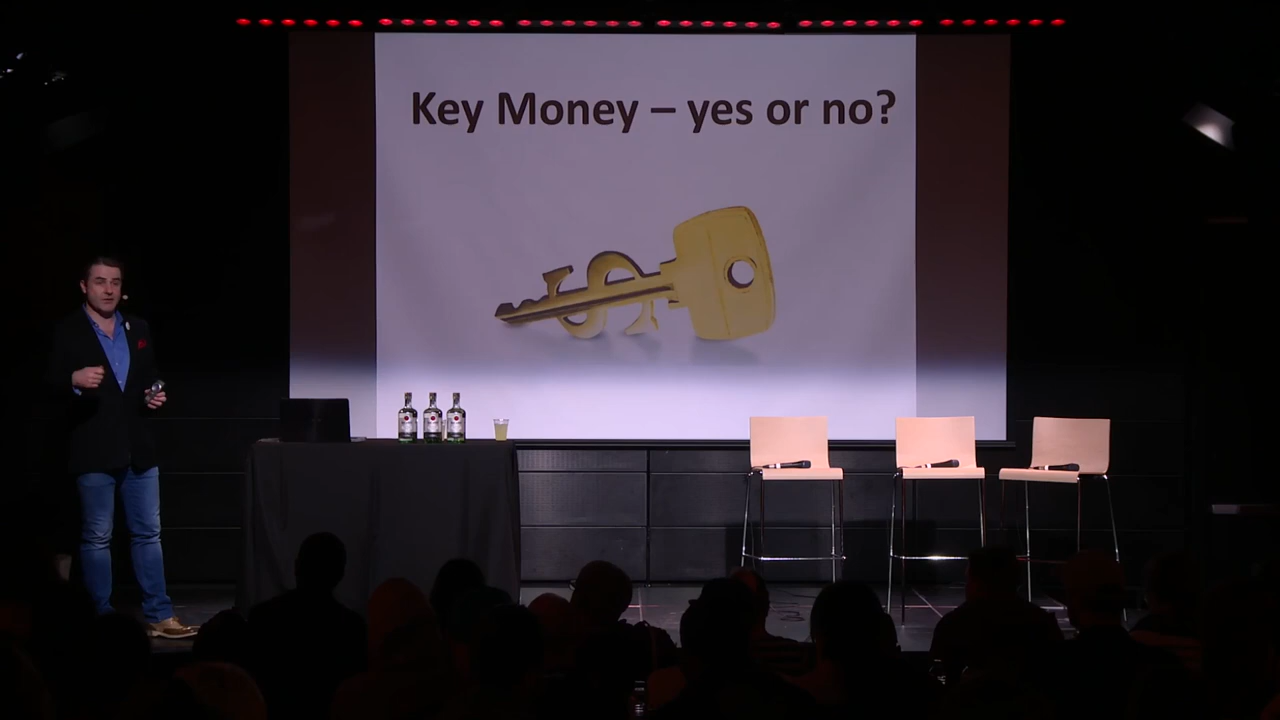 Key Money – yes or no?